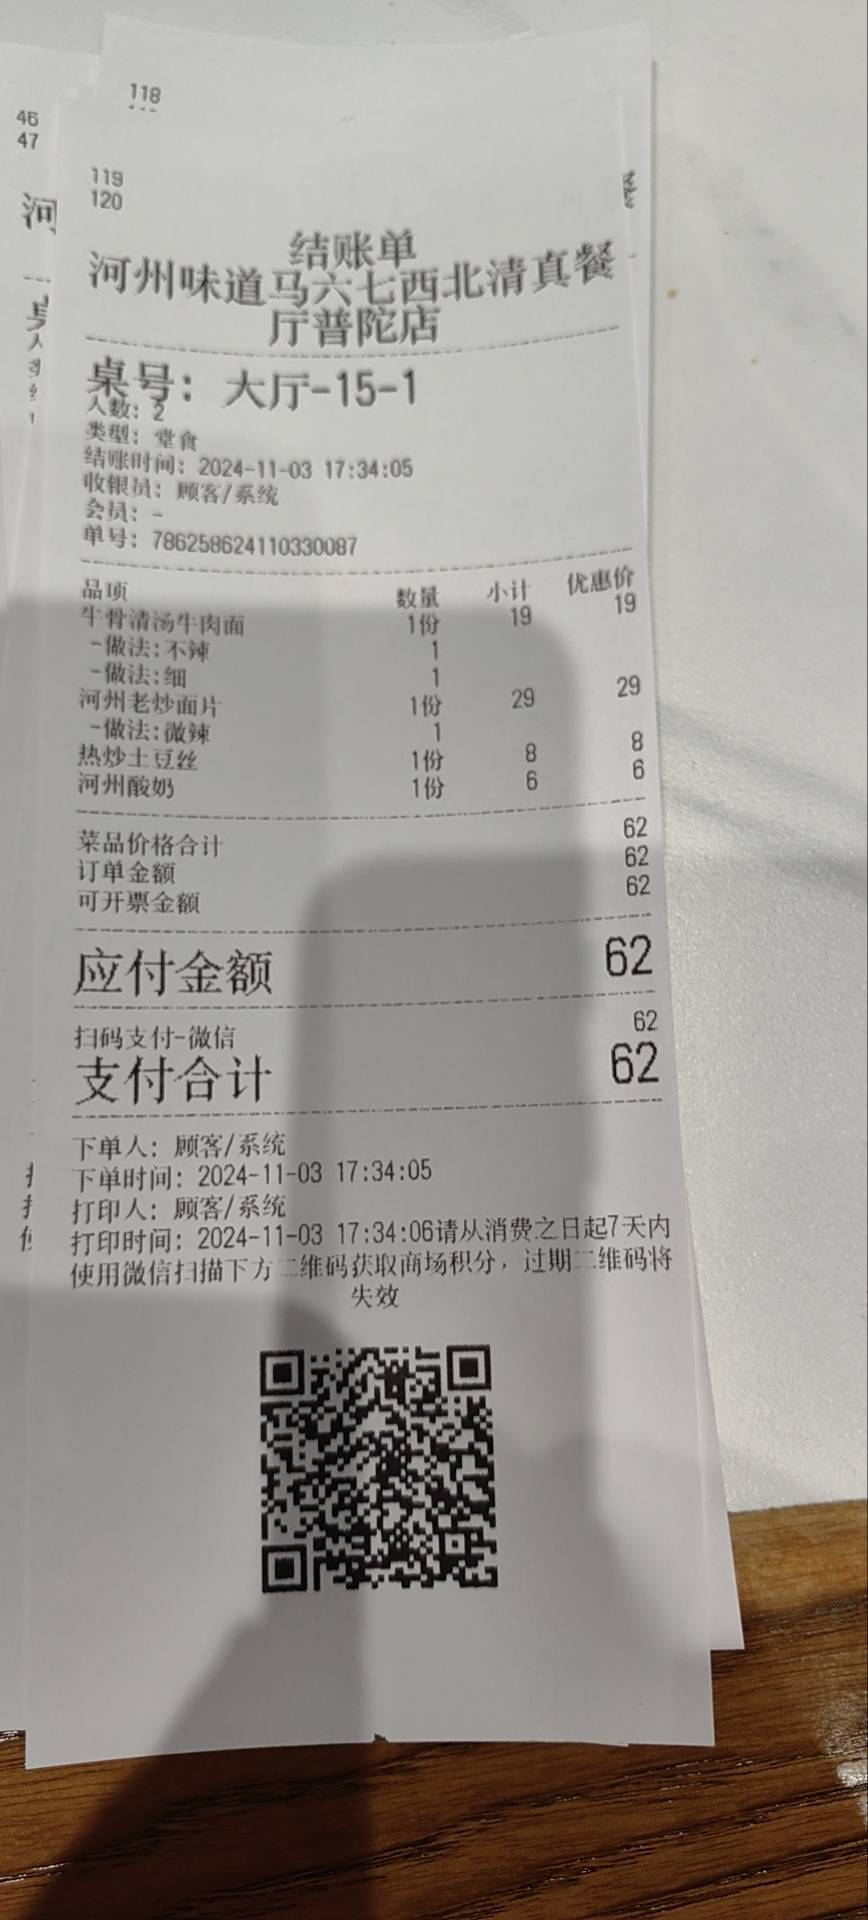 118
46
47
河
119
120
结账单
河州味道马六七西北清真餐
厅普陀店
桌号：大厅-15-1
人数：2
类型：堂食
结账时间：2024-11-03 17:34:05
收银员：顾客/系统
会员：-
单号：786258624110330087
品项 数量 小计 优惠价
牛骨清汤牛肉面 1份 19 19
-做法:不辣 1
-做法:细 1
河州老炒面片 1份 29 29
-做法:微辣 1
热炒土豆丝 1份 8 8
河州酸奶 1份 6 6
菜品价格合计 62
订单金额 62
可开票金额 62
应付金额 62
扫码支付-微信 62
支付合计 62
下单人：顾客/系统
下单时间：2024-11-03 17:34:05
打印人：顾客/系统
打印时间：2024-11-03 17:34:06请从消费之日起7天内
使用微信扫描下方二维码获取商场积分，过期二维码将
失效